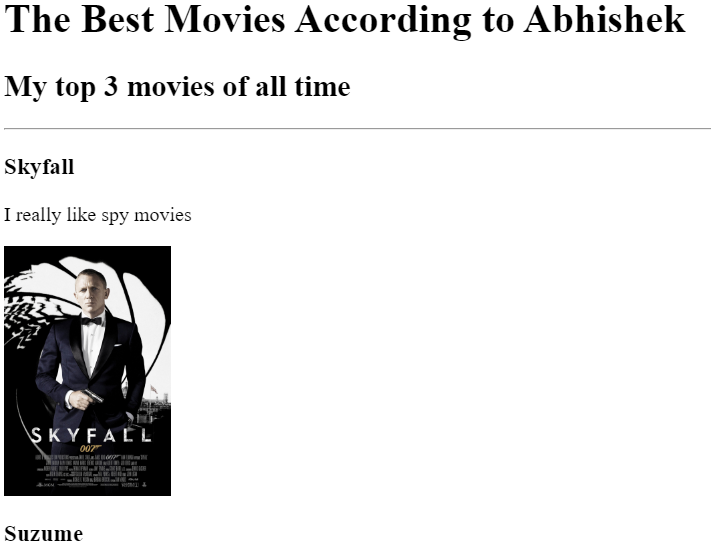 The Best Movies According to Abhishek
My top 3 movies of all time
Skyfall
I really like spy movies
SKYFALL
007
Suzume